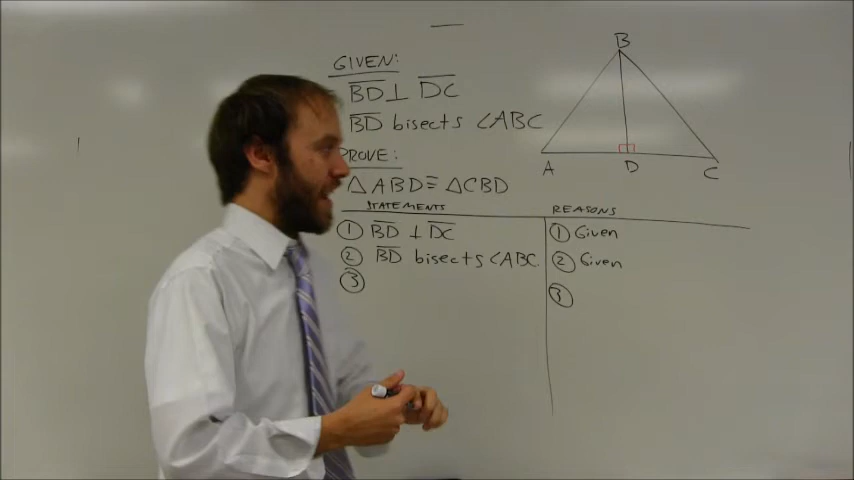 GIVEN:
BD ⊥ DC
BD bisects <ABC
PROVE:
△ABD ≅ △CBD
STATEMENTS
REASONS
① BD ⊥ DC
① Given
② BD bisects <ABC.
② Given
③
③
B
A
D
C